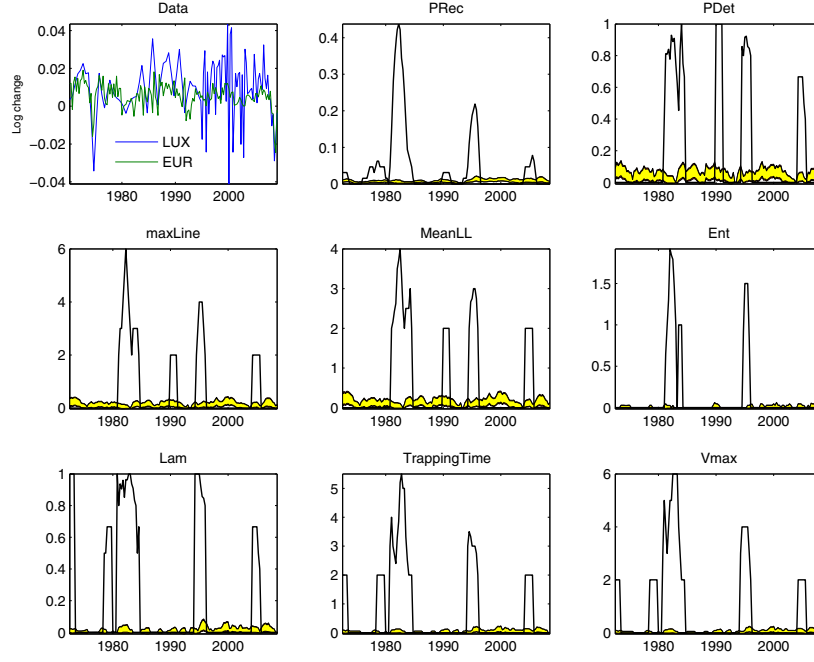 Data
PRec
PDet
Log change
0.04
0.02
0
−0.02
−0.04
LUX
EUR
1980 1990 2000
0.4
0.3
0.2
0.1
0
1980 1990 2000
1
0.8
0.6
0.4
0.2
0
1980 1990 2000
maxLine
MeanLL
Ent
6
4
2
0
1980 1990 2000
4
3
2
1
0
1980 1990 2000
1.5
1
0.5
0
1980 1990 2000
Lam
TrappingTime
Vmax
1
0.8
0.6
0.4
0.2
0
1980 1990 2000
5
4
3
2
1
0
1980 1990 2000
6
4
2
0
1980 1990 2000